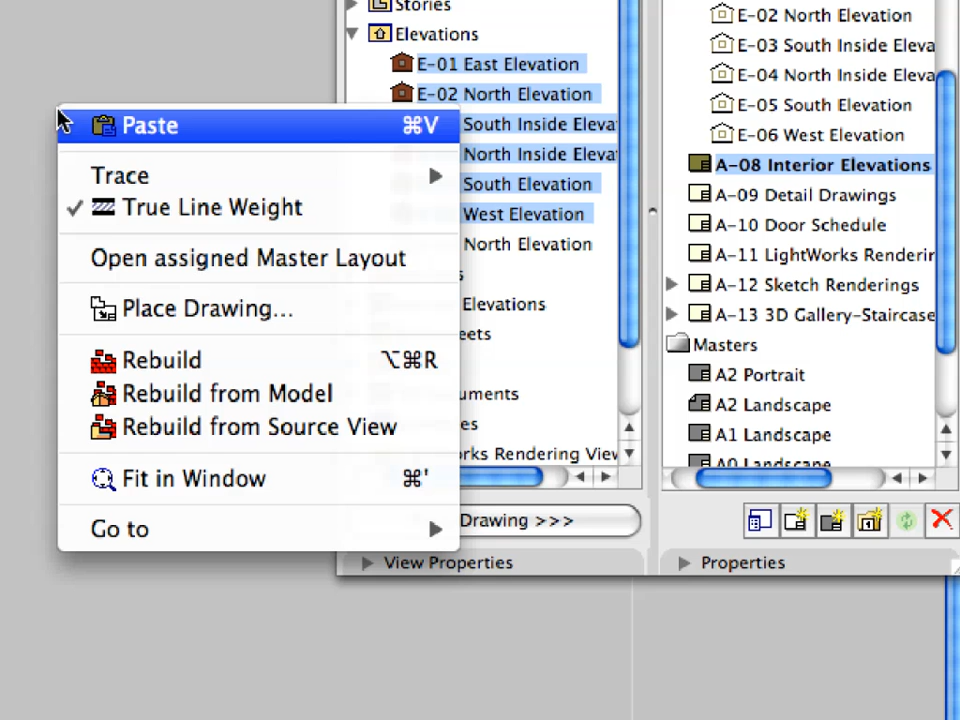 Stories
Elevations
E-01 East Elevation
E-02 North Elevation
South Inside Eleva
North Inside Eleva
South Elevation
West Elevation
North Elevation
s
Elevations
eets
uments
es
rks Rendering View
Drawing >>>
View Properties
Paste ⌘V
Trace
True Line Weight
Open assigned Master Layout
Place Drawing...
Rebuild ⌥⌘R
Rebuild from Model
Rebuild from Source View
Fit in Window ⌘'
Go to
E-02 North Elevation
E-03 South Inside Eleva
E-04 North Inside Eleva
E-05 South Elevation
E-06 West Elevation
A-08 Interior Elevations
A-09 Detail Drawings
A-10 Door Schedule
A-11 LightWorks Renderin
A-12 Sketch Renderings
A-13 3D Gallery-Staircase
Masters
A2 Portrait
A2 Landscape
A1 Landscape
A0 Landscape
Properties